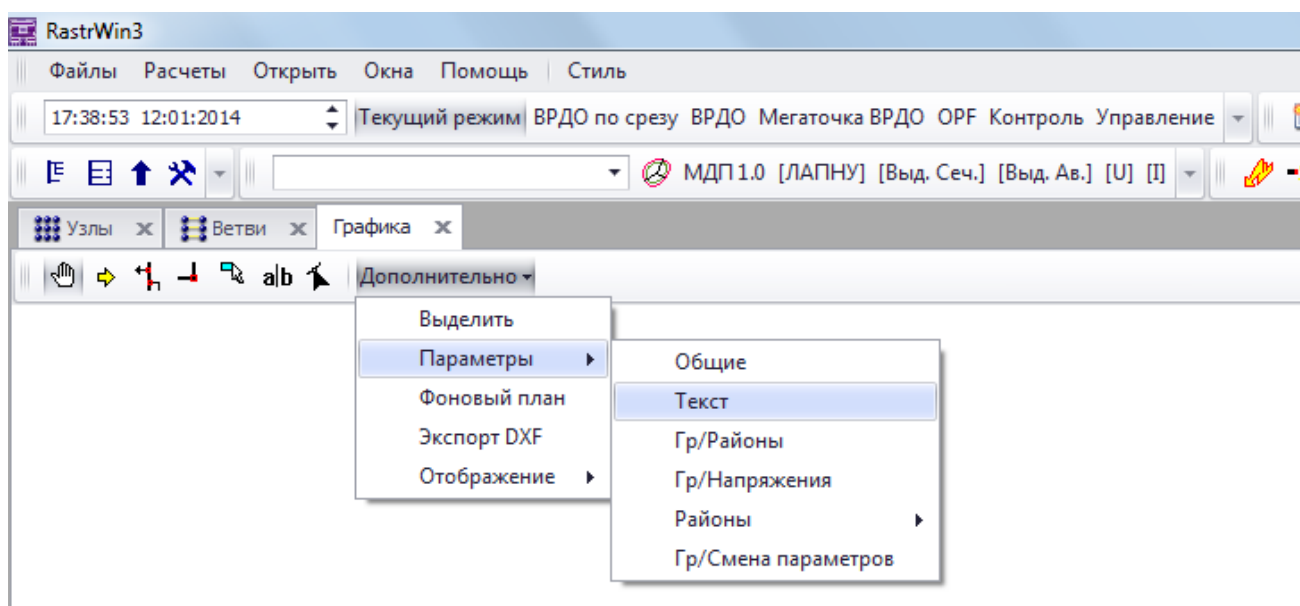 RastrWin3
Файлы Расчеты Открыть Окна Помощь Стиль
17:38:53 12:01:2014 Текущий режим ВРДО по срезу ВРДО Мегаточка ВРДО OPF Контроль Управление
МДП 1.0 [ЛАПНУ] [Выд. Сеч.] [Выд. Ав.] [U] [I]
Узлы Ветви Графика
a|b Дополнительно
Выделить
Параметры
Фоновый план
Экспорт DXF
Отображение
Общие
Текст
Гр/Районы
Гр/Напряжения
Районы
Гр/Смена параметров